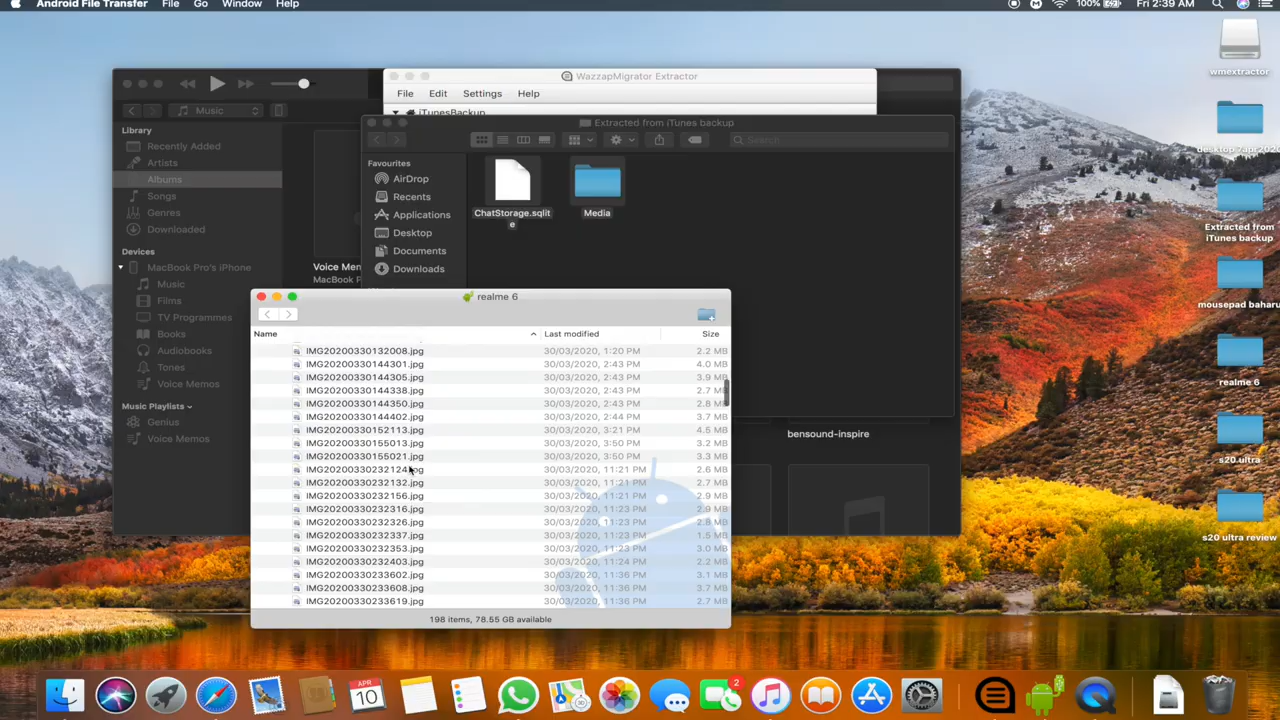 Android File Transfer File Go Window Help
100% Fri 2:39 AM
WazzapMigrator Extractor
File Edit Settings Help
iTunesBackup
Music
Library
Recently Added
Artists
Albums
Songs
Genres
Downloaded
Devices
MacBook Pro's iPhone
Music
Films
TV Programmes
Books
Audiobooks
Tones
Voice Memos
Music Playlists
Genius
Voice Memos
Voice Mem
MacBook P
bensound-inspire
Extracted from iTunes backup
Search
Favourites
AirDrop
Recents
Applications
Desktop
Documents
Downloads
ChatStorage.sqlit
e
Media
realme 6
Name Last modified Size
IMG20200330132008.jpg 30/03/2020, 1:20 PM 2.2 MB
IMG20200330144301.jpg 30/03/2020, 2:43 PM 4.0 MB
IMG20200330144305.jpg 30/03/2020, 2:43 PM 3.9 MB
IMG20200330144338.jpg 30/03/2020, 2:43 PM 2.7 MB
IMG20200330144350.jpg 30/03/2020, 2:43 PM 2.8 MB
IMG20200330144402.jpg 30/03/2020, 2:44 PM 3.7 MB
IMG20200330152113.jpg 30/03/2020, 3:21 PM 4.5 MB
IMG20200330155013.jpg 30/03/2020, 3:50 PM 3.2 MB
IMG20200330155021.jpg 30/03/2020, 3:50 PM 3.3 MB
IMG20200330232124.jpg 30/03/2020, 11:21 PM 2.6 MB
IMG20200330232132.jpg 30/03/2020, 11:21 PM 2.7 MB
IMG20200330232156.jpg 30/03/2020, 11:21 PM 2.9 MB
IMG20200330232316.jpg 30/03/2020, 11:23 PM 2.9 MB
IMG20200330232326.jpg 30/03/2020, 11:23 PM 2.8 MB
IMG20200330232337.jpg 30/03/2020, 11:23 PM 1.5 MB
IMG20200330232353.jpg 30/03/2020, 11:23 PM 3.0 MB
IMG20200330232403.jpg 30/03/2020, 11:24 PM 2.2 MB
IMG20200330233602.jpg 30/03/2020, 11:36 PM 3.1 MB
IMG20200330233608.jpg 30/03/2020, 11:36 PM 3.7 MB
IMG20200330233619.jpg 30/03/2020, 11:36 PM 2.7 MB
198 items, 78.55 GB available
wmextractor
desktop 7apr2020
Extracted from
iTunes backup
mousepad baharu
realme 6
s20 ultra
s20 ultra review
APR
10
2